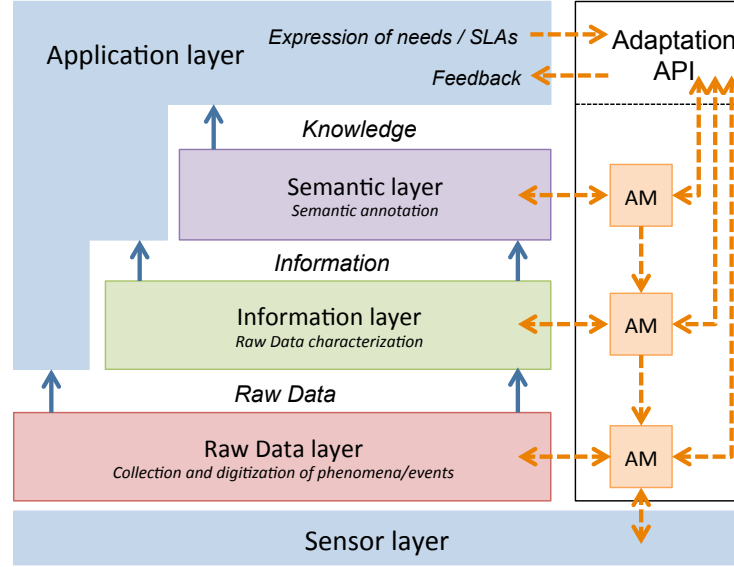 Application layer
Expression of needs / SLAs
Feedback
Adaptation
API
Knowledge
Semantic layer
Semantic annotation
AM
Information
Information layer
Raw Data characterization
AM
Raw Data
Raw Data layer
Collection and digitization of phenomena/events
AM
Sensor layer